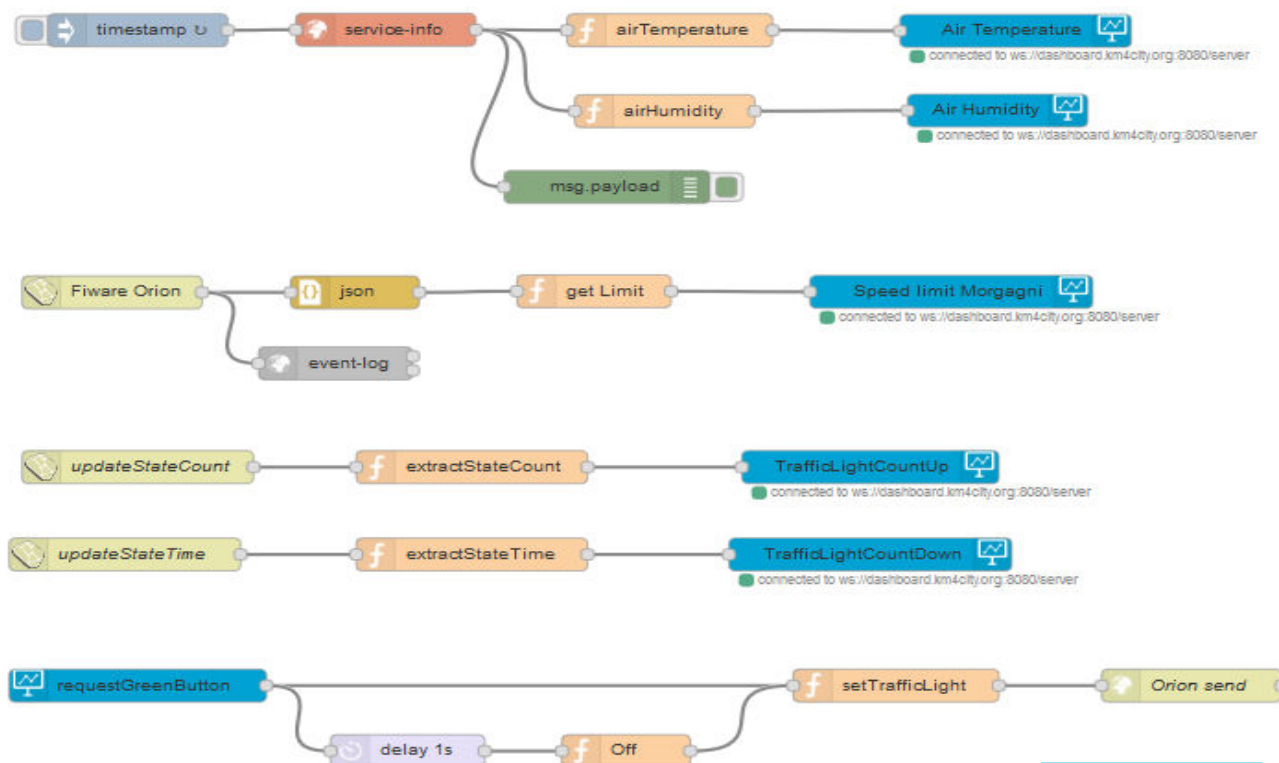 timestamp ↻
service-info
airTemperature
Air Temperature
connected to ws://dashboard.km4city.org:8080/server
airHumidity
Air Humidity
connected to ws://dashboard.km4city.org:8080/server
msg.payload
Fiware Orion
json
get Limit
Speed limit Morgagni
connected to ws://dashboard.km4city.org:8080/server
event-log
updateStateCount
extractStateCount
TrafficLightCountUp
connected to ws://dashboard.km4city.org:8080/server
updateStateTime
extractStateTime
TrafficLightCountDown
connected to ws://dashboard.km4city.org:8080/server
requestGreenButton
setTrafficLight
Orion send
delay 1s
Off